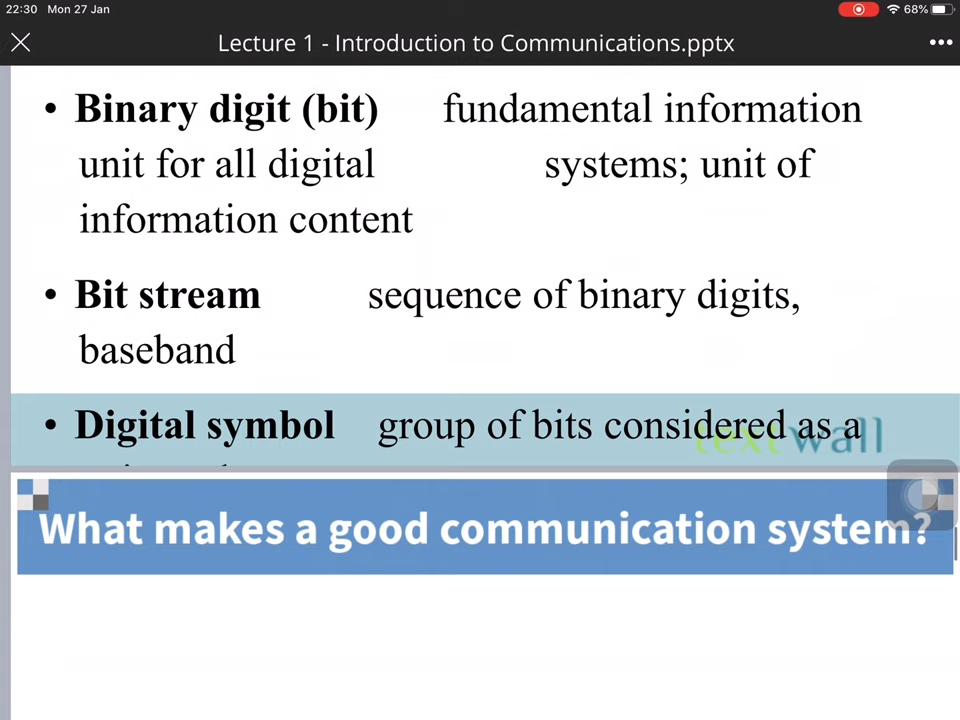 22:30 Mon 27 Jan 68%
Lecture 1 - Introduction to Communications.pptx
• Binary digit (bit) fundamental information
unit for all digital systems; unit of
information content
• Bit stream sequence of binary digits,
baseband
• Digital symbol group of bits considered as a
textwall
What makes a good communication system?